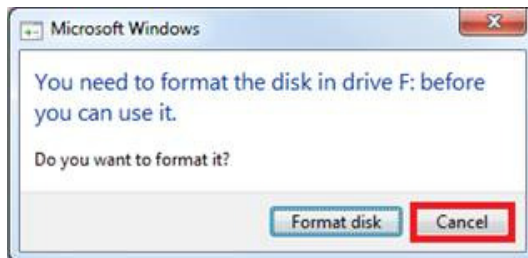 Microsoft Windows
You need to format the disk in drive F: before
you can use it.
Do you want to format it?
Format disk Cancel